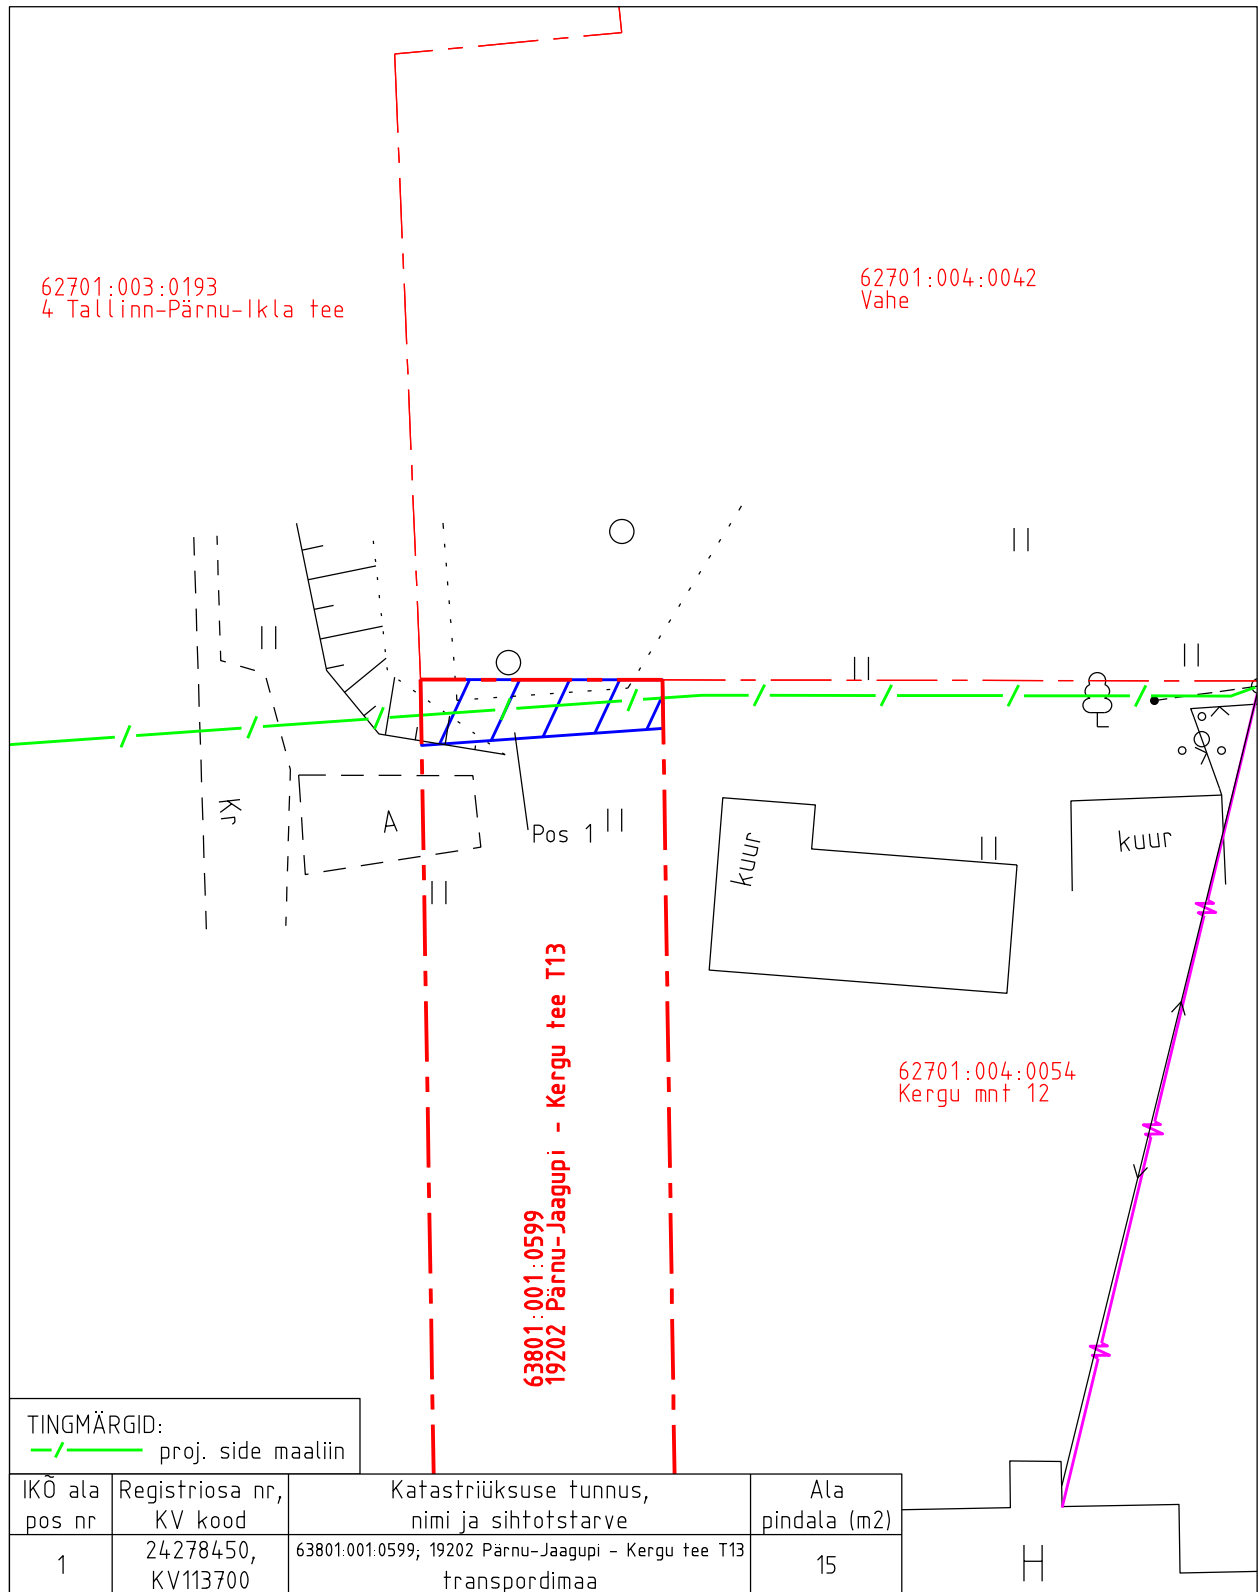 62701:003:0193
4 Tallinn-Pärnu-Ikla tee
62701:004:0042
Vahe
Kr
A
Pos 1
kuur
kuur
63801:001:0599
19202 Pärnu-Jaagupi - Kergu tee T13
62701:004:0054
Kergu mnt 12
TINGMÄRGID:
proj. side maaliin
IKÕ ala
pos nr
Registriosa nr,
KV kood
Katastriüksuse tunnus,
nimi ja sihtotstarve
Ala
pindala (m2)
1
24278450,
KV113700
63801:001:0599; 19202 Pärnu-Jaagupi - Kergu tee T13
transpordimaa
15
H